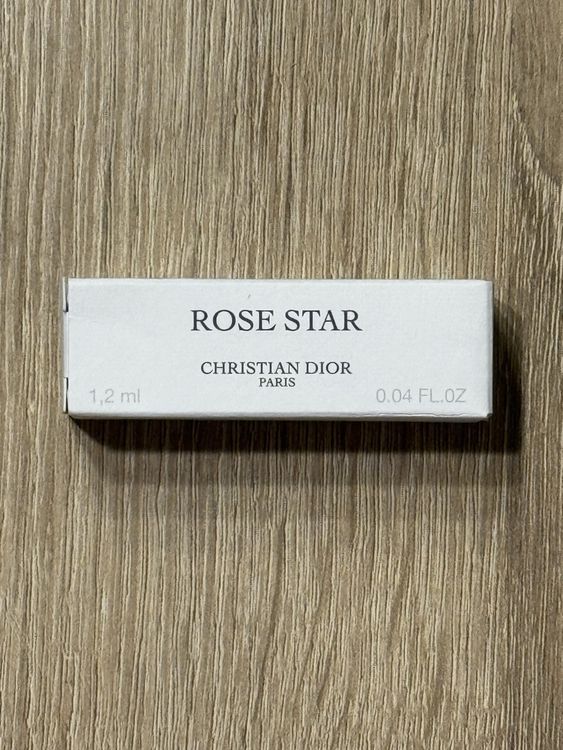 ROSE STAR
CHRISTIAN DIOR
PARIS
1,2 ml 0.04 FL.OZ